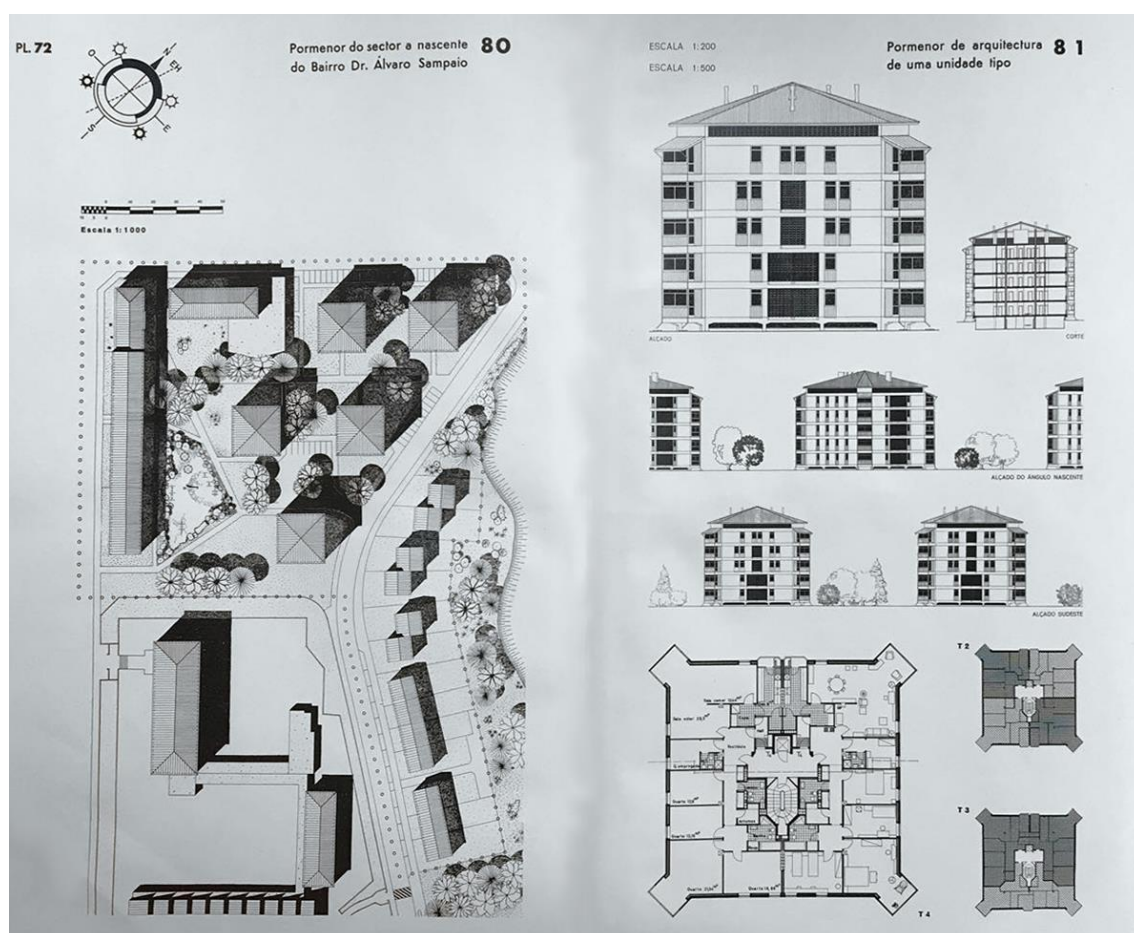 PL. 72
Pormenor do sector a nascente 80
do Bairro Dr. Álvaro Sampaio
O
N
EH
S
E
Escala 1:1000
ESCALA 1:200
ESCALA 1:500
Pormenor de arquitectura 81
de uma unidade tipo
ALÇADO
CORTE
ALÇADO DO ÂNGULO NASCENTE
ALÇADO SUDESTE
T 2
T 3
T 4